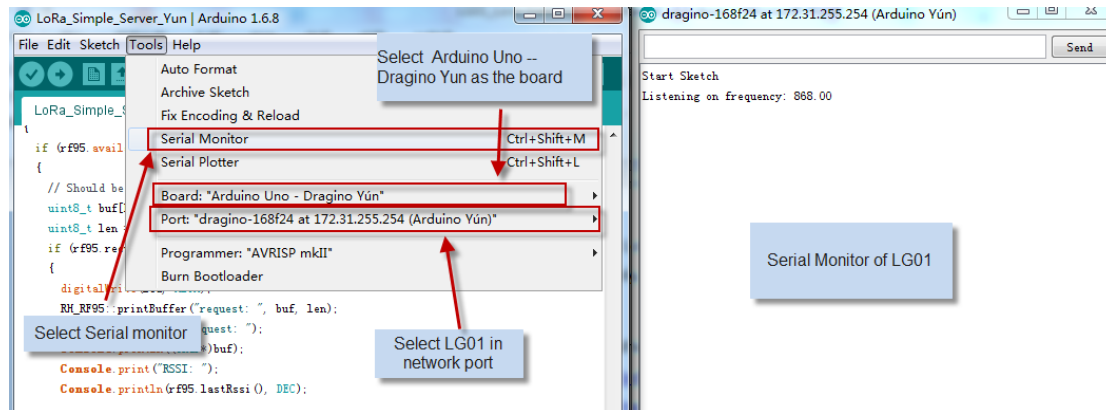 LoRa_Simple_Server_Yun | Arduino 1.6.8
File Edit Sketch Tools Help
Auto Format
Archive Sketch
Fix Encoding & Reload
Serial Monitor Ctrl+Shift+M
Serial Plotter Ctrl+Shift+L
Board: "Arduino Uno - Dragino Yún"
Port: "dragino-168f24 at 172.31.255.254 (Arduino Yún)"
Programmer: "AVRISP mkII"
Burn Bootloader
Select Arduino Uno --
Dragino Yun as the board
LoRa_Simple_S
if (rf95.avail
{
// Should be
uint8_t buf[
uint8_t len
if (rf95.re
{
RH_RF95::printBuffer("request: ", buf, len);
quest: ");
*)buf);
Console.print("RSSI: ");
Console.println(rf95.lastRssi(), DEC);
Select Serial monitor
Select LG01 in
network port
dragino-168f24 at 172.31.255.254 (Arduino Yún)
Send
Start Sketch
Listening on frequency: 868.00
Serial Monitor of LG01